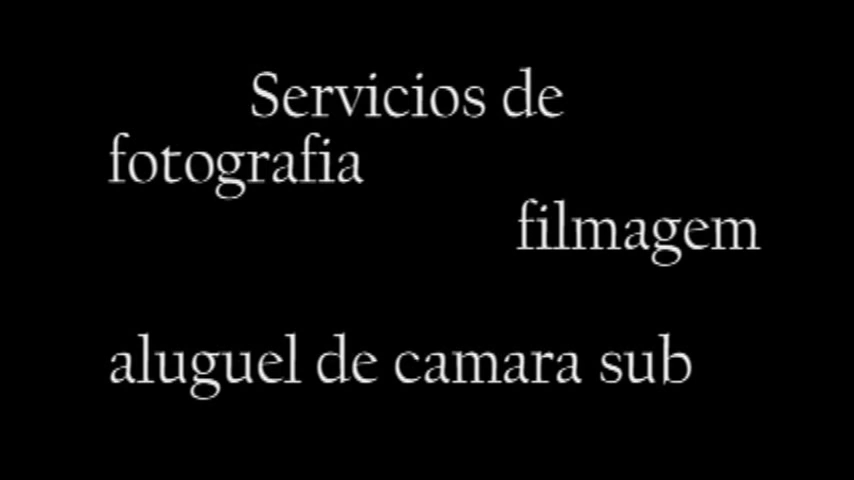 Servicios de
fotografia
filmagem
aluguel de camara sub